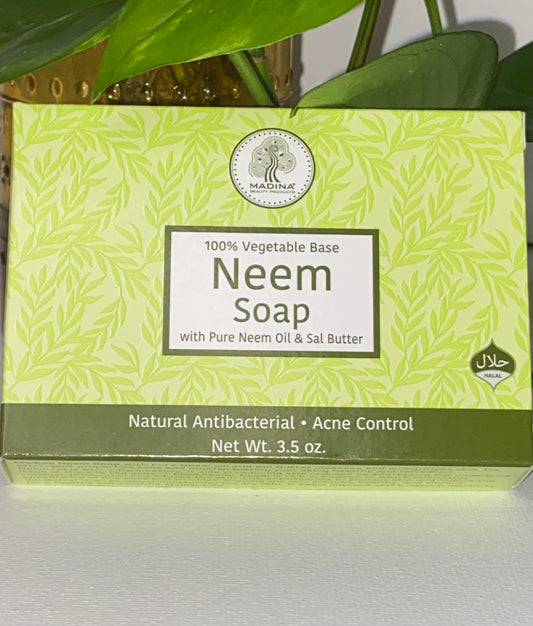 MADINA®
BEAUTY PRODUCTS
100% Vegetable Base
Neem
Soap
with Pure Neem Oil & Sal Butter
حلال
HALAL
Natural Antibacterial • Acne Control
Net Wt. 3.5 oz.